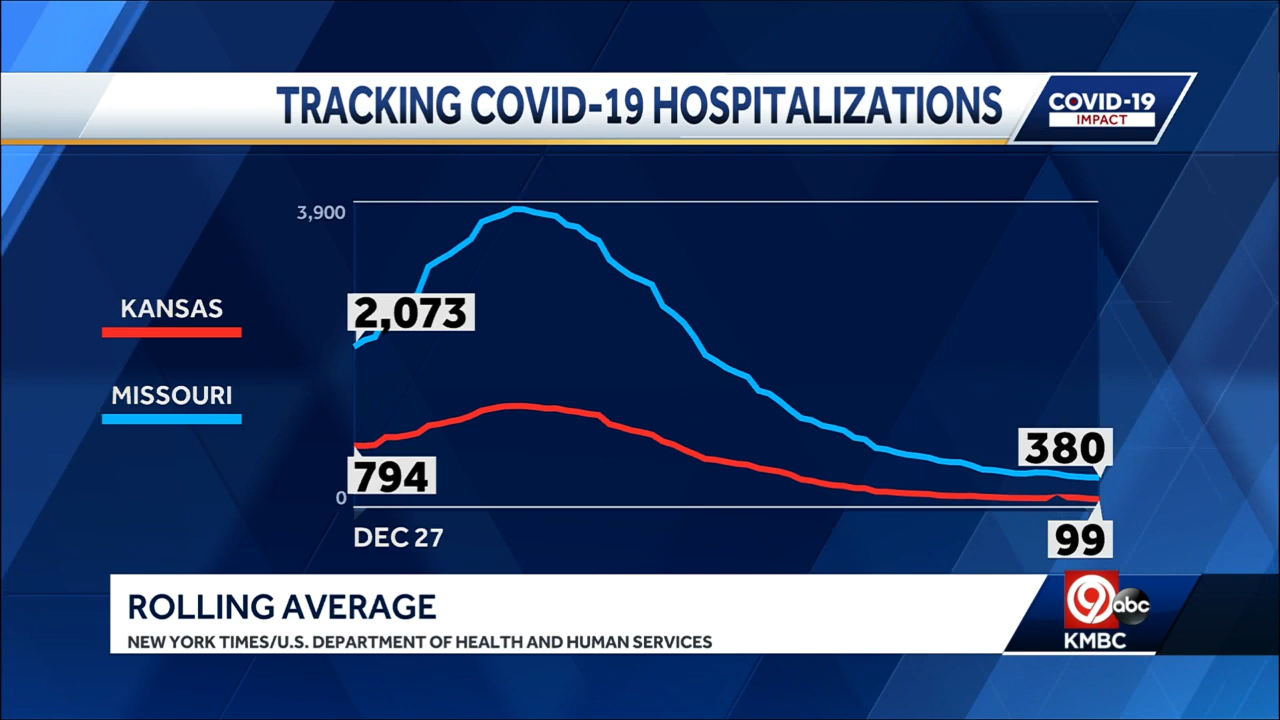 TRACKING COVID-19 HOSPITALIZATIONS
COVID-19
IMPACT
3,900
KANSAS
2,073
MISSOURI
380
794
0
DEC 27
99
ROLLING AVERAGE
NEW YORK TIMES/U.S. DEPARTMENT OF HEALTH AND HUMAN SERVICES
9 abc
KMBC